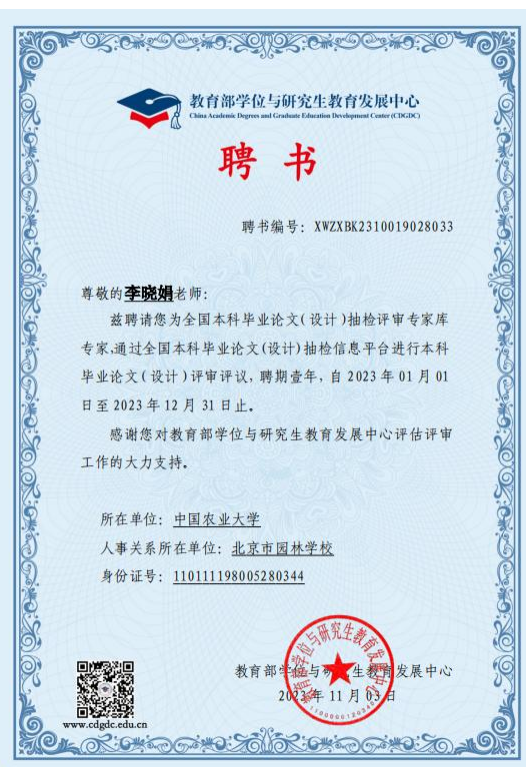 教育部学位与研究生教育发展中心
China Academic Degrees and Graduate Education Development Center (CDGDC)
聘 书
聘书编号：XWZXBK2310019028033
尊敬的李晓娟老师：
兹聘请您为全国本科毕业论文(设计)抽检评审专家库
专家,通过全国本科毕业论文(设计)抽检信息平台进行本科
毕业论文(设计)评审评议，聘期壹年，自 2023 年 01 月 01
日至 2023 年 12 月 31 日止。
感谢您对教育部学位与研究生教育发展中心评估评审
工作的大力支持。
所在单位：中国农业大学
人事关系所在单位：北京市园林学校
身份证号：110111198005280344
教育部学位与研究生教育发展中心
2023 年 11 月 03 日
www.cdgdc.edu.cn